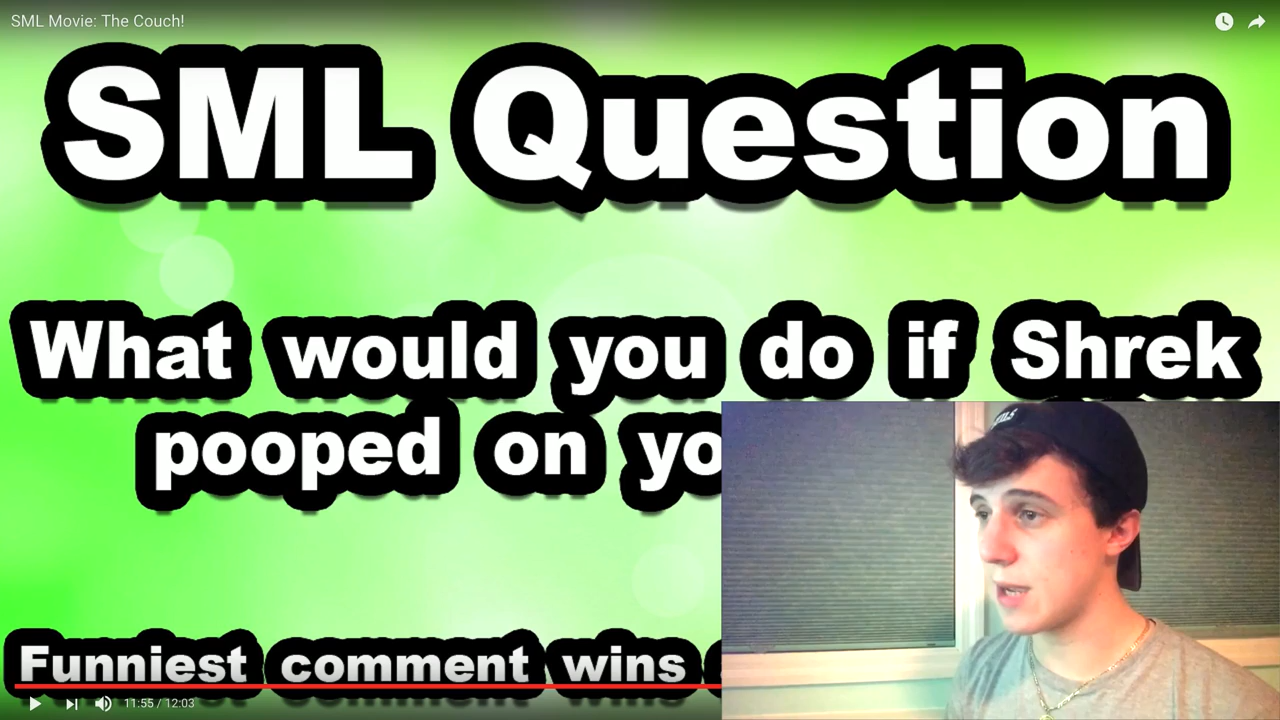 SML Movie: The Couch!
SML Question
What would you do if Shrek
pooped on
Funniest comment wins
11:55 / 12:03